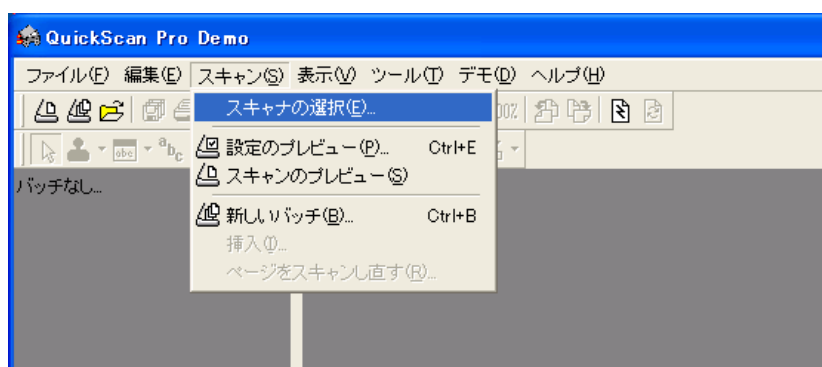 QuickScan Pro Demo
ファイル(F) 編集(E) スキャン(S) 表示(V) ツール(T) デモ(D) ヘルプ(H)
スキャナの選択(E)...
設定のプレビュー(P)... Ctrl+E
スキャンのプレビュー(S)
新しいバッチ(B)... Ctrl+B
挿入(I)...
ページをスキャンし直す(R)...
バッチなし...